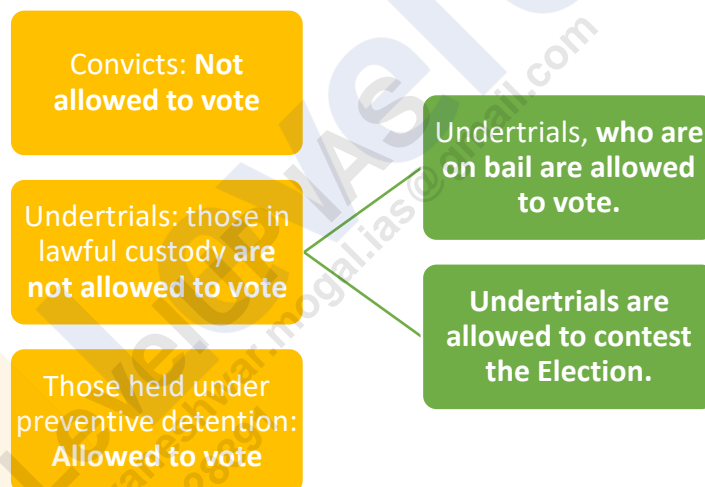 Convicts: Not
allowed to vote
Undertrials: those in
lawful custody are
not allowed to vote
Those held under
preventive detention:
Allowed to vote
Undertrials, who are
on bail are allowed
to vote.
Undertrials are
allowed to contest
the Election.